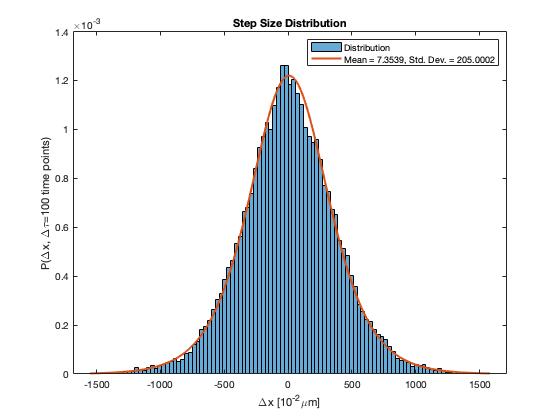 Step Size Distribution
×10⁻³
1.4
1.2
1
0.8
0.6
0.4
0.2
0
Distribution
Mean = 7.3539, Std. Dev. = 205.0002
P(Δx, Δτ=100 time points)
-1500 -1000 -500 0 500 1000 1500
Δx [10⁻²μm]